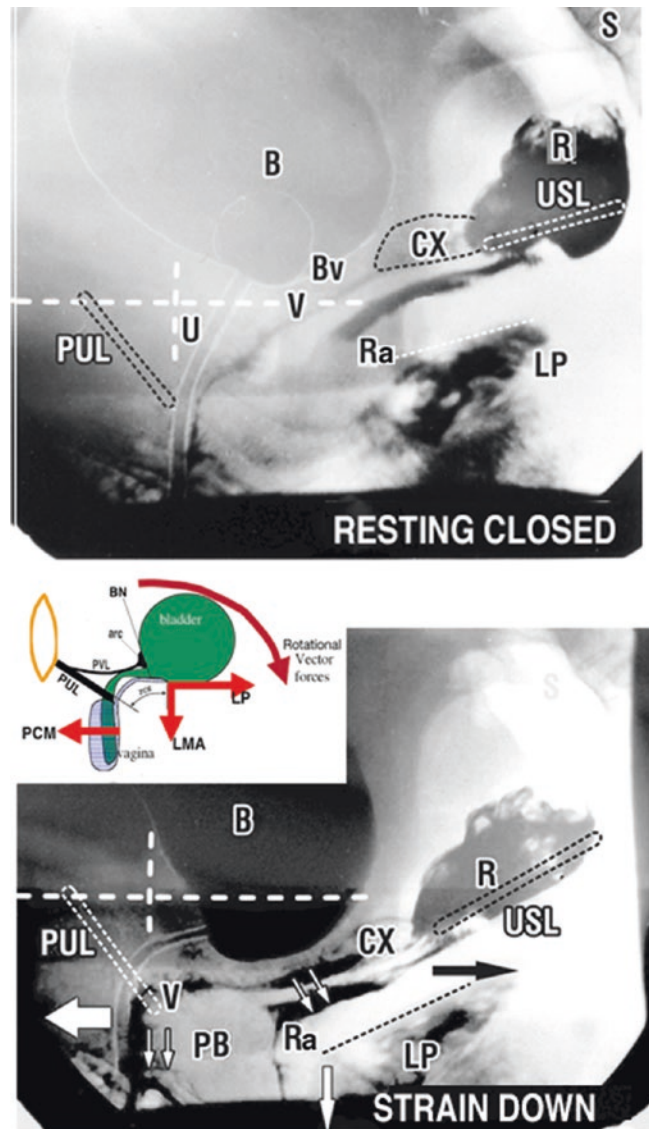 S
R
B
USL
CX
Bv
V
U
PUL
Ra
LP
RESTING CLOSED
BN
bladder
arc
Rotational
Vector
forces
PVL
PUL
PCM
LP
LMA
vagina
S
B
R
CX
USL
PUL
V
PB
Ra
LP
STRAIN DOWN